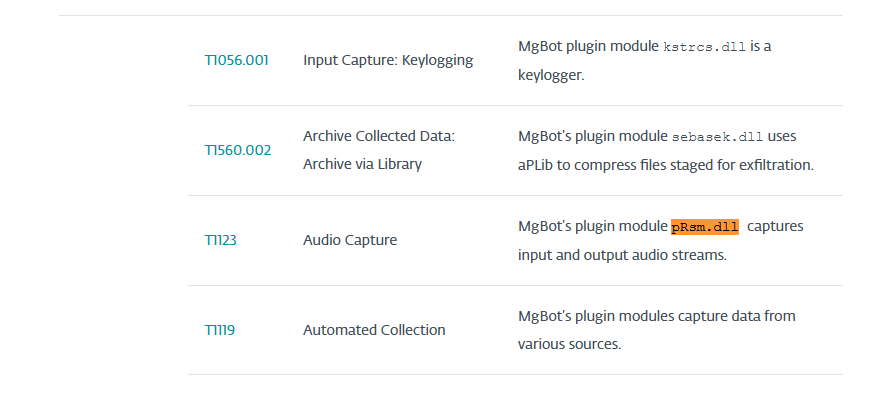 T1056.001 Input Capture: Keylogging MgBot plugin module kstrcs.dll is a
keylogger.
T1560.002 Archive Collected Data:
Archive via Library
MgBot's plugin module sebasek.dll uses
aPLib to compress files staged for exfiltration.
T1123 Audio Capture MgBot's plugin module pRsm.dll captures
input and output audio streams.
T1119 Automated Collection MgBot's plugin modules capture data from
various sources.